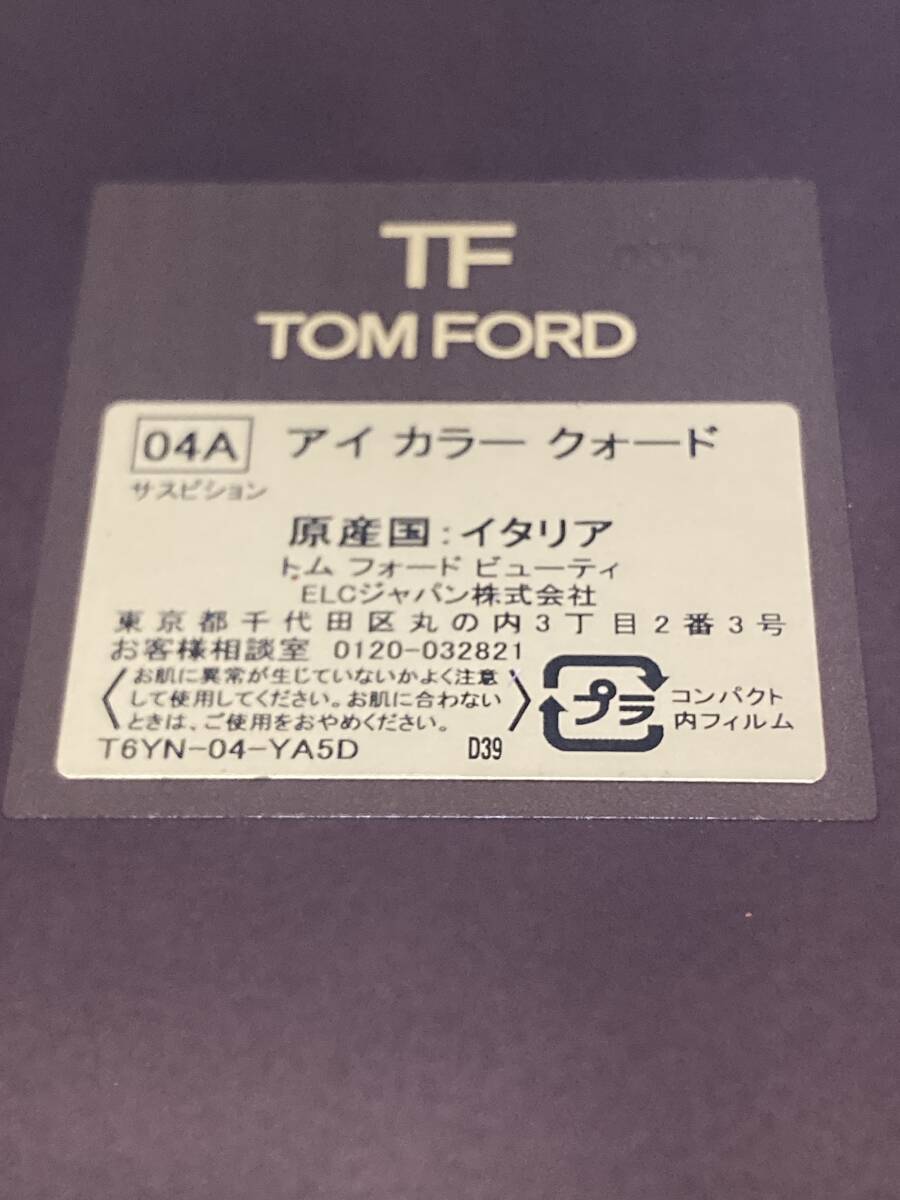 TF
TOM FORD
04A アイ カラー クォード
サスピション
原産国:イタリア
トム フォード ビューティ
ELCジャパン株式会社
東京都千代田区丸の内3丁目2番3号
お客様相談室 0120-032821
お肌に異常が生じていないかよく注意
して使用してください。お肌に合わない
ときは、ご使用をおやめください。
プラ
コンパクト
内フィルム
T6YN-04-YA5D D39